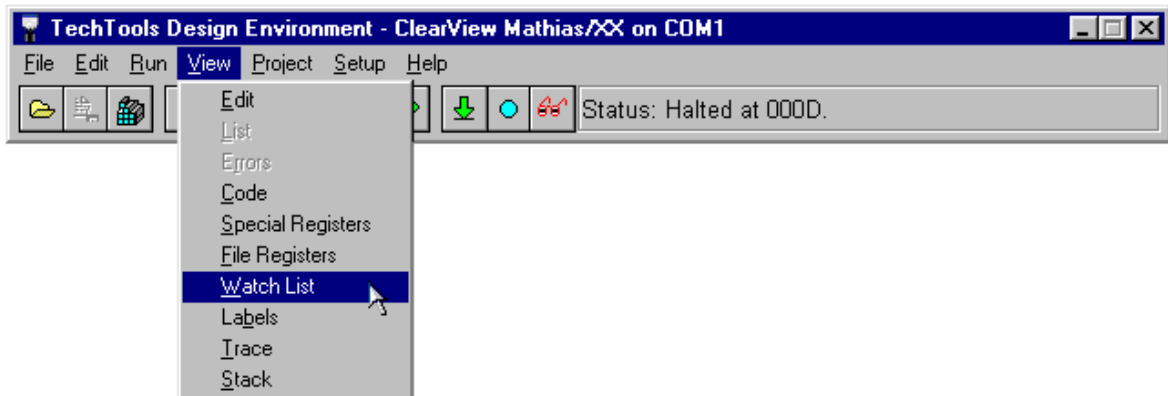 TechTools Design Environment - ClearView Mathias/XX on COM1
File Edit Run View Project Setup Help
Status: Halted at 000D.
Edit
List
Errors
Code
Special Registers
File Registers
Watch List
Labels
Trace
Stack